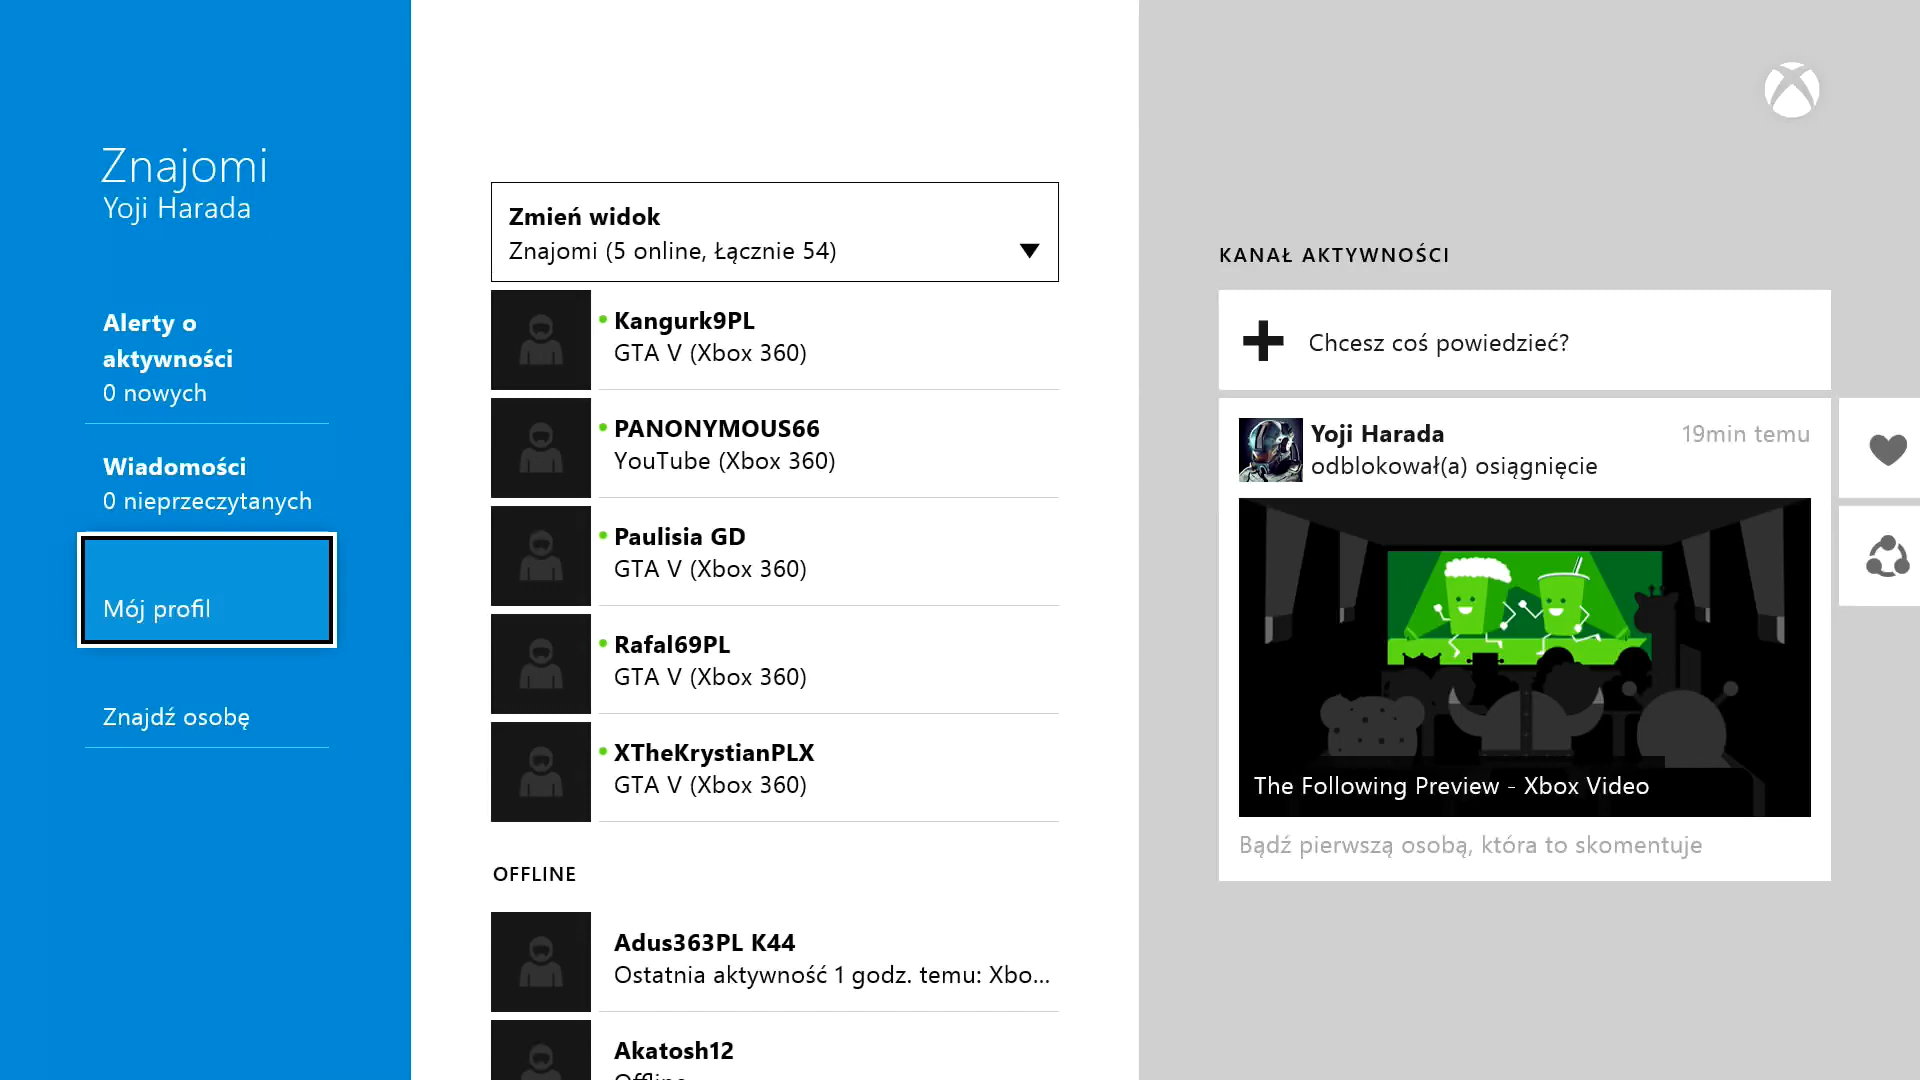 Znajomi
Yoji Harada
Alerty o
aktywności
0 nowych
Wiadomości
0 nieprzeczytanych
Mój profil
Znajdź osobę
Zmień widok
Znajomi (5 online, Łącznie 54)
Kangurk9PL
GTA V (Xbox 360)
PANONYMOUS66
YouTube (Xbox 360)
Paulisia GD
GTA V (Xbox 360)
Rafal69PL
GTA V (Xbox 360)
XTheKrystianPLX
GTA V (Xbox 360)
OFFLINE
Adus363PL K44
Ostatnia aktywność 1 godz. temu: Xbo...
Akatosh12
Offline
KANAŁ AKTYWNOŚCI
Chcesz coś powiedzieć?
Yoji Harada
19min temu
odblokował(a) osiągnięcie
The Following Preview - Xbox Video
Bądź pierwszą osobą, która to skomentuje